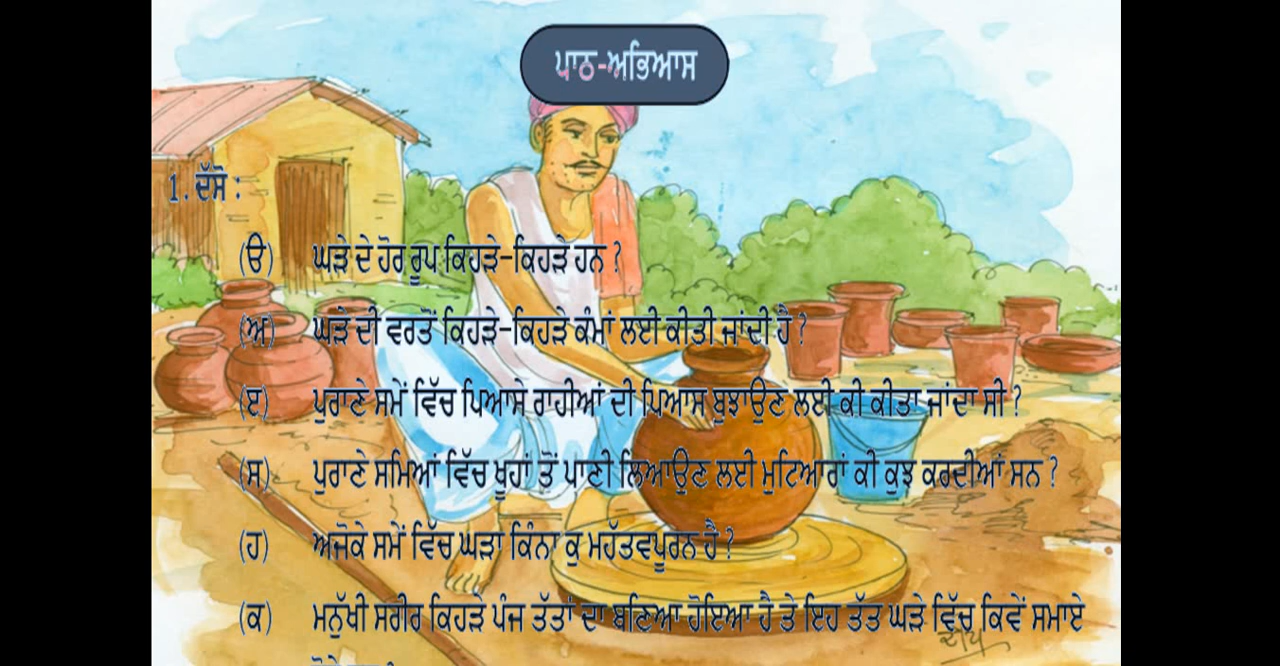 ਪਾਠ-ਅਭਿਆਸ
1. ਦੱਸੋ :
(ੳ) ਘੜੇ ਦੇ ਹੋਰ ਰੂਪ ਕਿਹੜੇ-ਕਿਹੜੇ ਹਨ ?
(ਅ) ਘੜੇ ਦੀ ਵਰਤੋਂ ਕਿਹੜੇ-ਕਿਹੜੇ ਕੰਮਾਂ ਲਈ ਕੀਤੀ ਜਾਂਦੀ ਹੈ ?
(ੲ) ਪੁਰਾਣੇ ਸਮੇਂ ਵਿੱਚ ਪਿਆਸੇ ਰਾਹੀਆਂ ਦੀ ਪਿਆਸ ਬੁਝਾਉਣ ਲਈ ਕੀ ਕੀਤਾ ਜਾਂਦਾ ਸੀ ?
(ਸ) ਪੁਰਾਣੇ ਸਮਿਆਂ ਵਿੱਚ ਖੂਹਾਂ ਤੋਂ ਪਾਣੀ ਲਿਆਉਣ ਲਈ ਮੁਟਿਆਰਾਂ ਕੀ ਕੁਝ ਕਰਦੀਆਂ ਸਨ ?
(ਹ) ਅਜੋਕੇ ਸਮੇਂ ਵਿੱਚ ਘੜਾ ਕਿੰਨਾ ਕੁ ਮਹੱਤਵਪੂਰਨ ਹੈ ?
(ਕ) ਮਨੁੱਖੀ ਸਰੀਰ ਕਿਹੜੇ ਪੰਜ ਤੱਤਾਂ ਦਾ ਬਣਿਆ ਹੋਇਆ ਹੈ ਤੇ ਇਹ ਤੱਤ ਘੜੇ ਵਿੱਚ ਕਿਵੇਂ ਸਮਾਏ